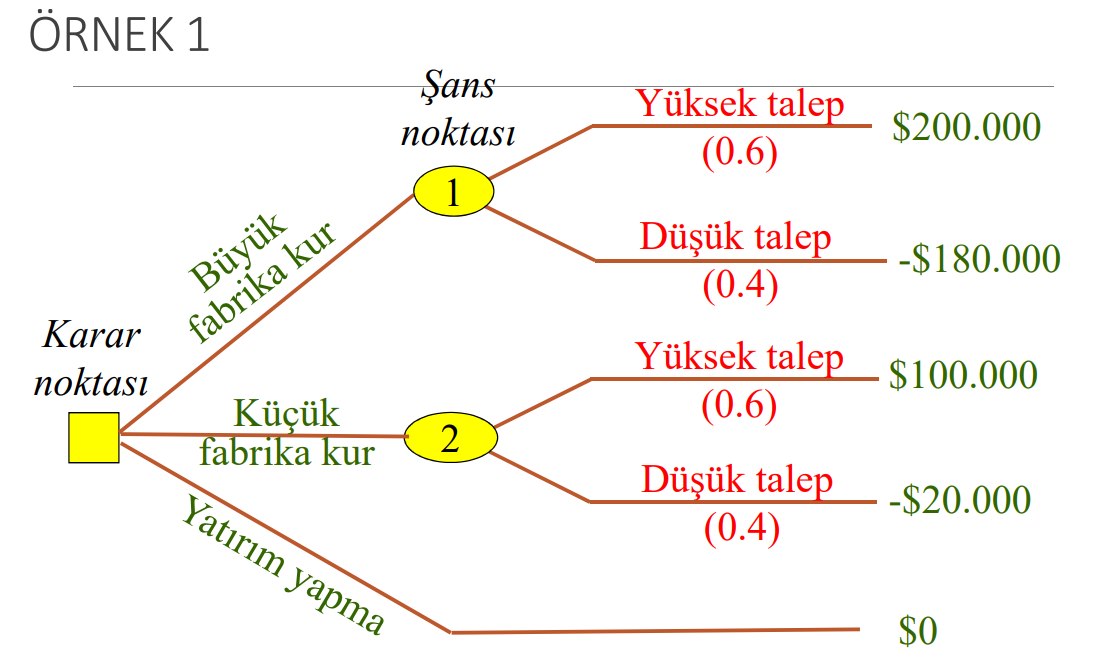 ÖRNEK 1
Şans
noktası
Yüksek talep
(0.6)
$200.000
1
Düşük talep
(0.4)
-$180.000
Büyük
fabrika kur
Karar
noktası
Küçük
fabrika kur
2
Yüksek talep
(0.6)
$100.000
Düşük talep
(0.4)
-$20.000
Yatırım yapma
$0